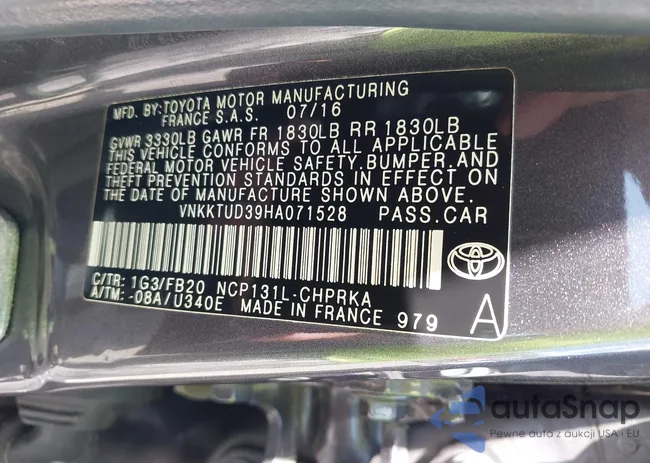 MFD. BY:TOYOTA MOTOR MANUFACTURING
FRANCE S.A.S. 07/16
GVWR 3330LB GAWR FR 1830LB RR 1830LB
THIS VEHICLE CONFORMS TO ALL APPLICABLE
FEDERAL MOTOR VEHICLE SAFETY,BUMPER,AND
THEFT PREVENTION STANDARDS IN EFFECT ON
THE DATE OF MANUFACTURE SHOWN ABOVE.
VNKKTUD39HA071528 PASS.CAR
C/TR: 1G3/FB20 NCP131L-CHPRKA
A/TM: -08A/U340E MADE IN FRANCE 979
A
autaSnap
Pewne auta z aukcji USA i EU